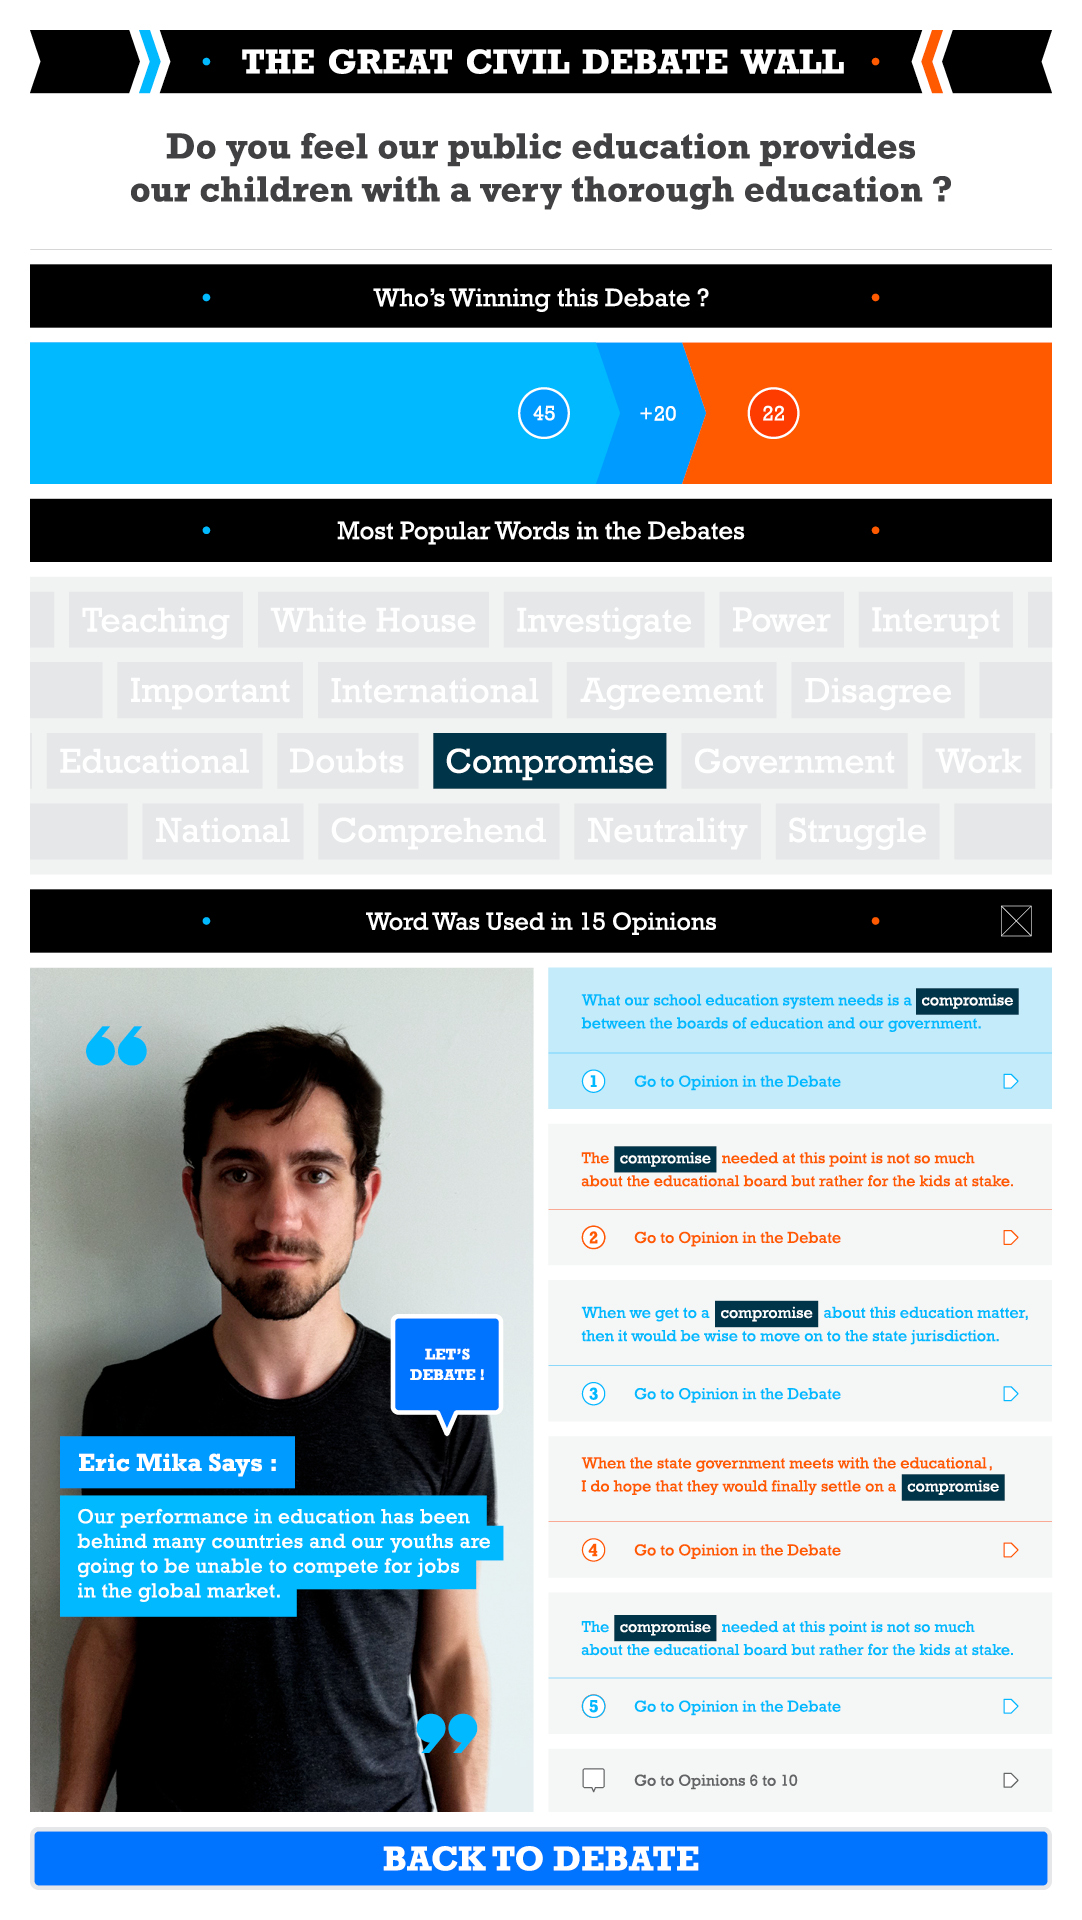 THE GREAT CIVIL DEBATE WALL
Do you feel our public education provides
our children with a very thorough education ?
Who's Winning this Debate ?
45 +20 22
Most Popular Words in the Debates
Teaching White House Investigate Power Interupt
Important International Agreement Disagree
Educational Doubts Compromise Government Work
National Comprehend Neutrality Struggle
Word Was Used in 15 Opinions
“
LET'S
DEBATE !
Eric Mika Says :
Our performance in education has been
behind many countries and our youths are
going to be unable to compete for jobs
in the global market.
”
What our school education system needs is a compromise
between the boards of education and our government.
1 Go to Opinion in the Debate
The compromise needed at this point is not so much
about the educational board but rather for the kids at stake.
2 Go to Opinion in the Debate
When we get to a compromise about this education matter,
then it would be wise to move on to the state jurisdiction.
3 Go to Opinion in the Debate
When the state government meets with the educational,
I do hope that they would finally settle on a compromise
4 Go to Opinion in the Debate
The compromise needed at this point is not so much
about the educational board but rather for the kids at stake.
5 Go to Opinion in the Debate
Go to Opinions 6 to 10
BACK TO DEBATE